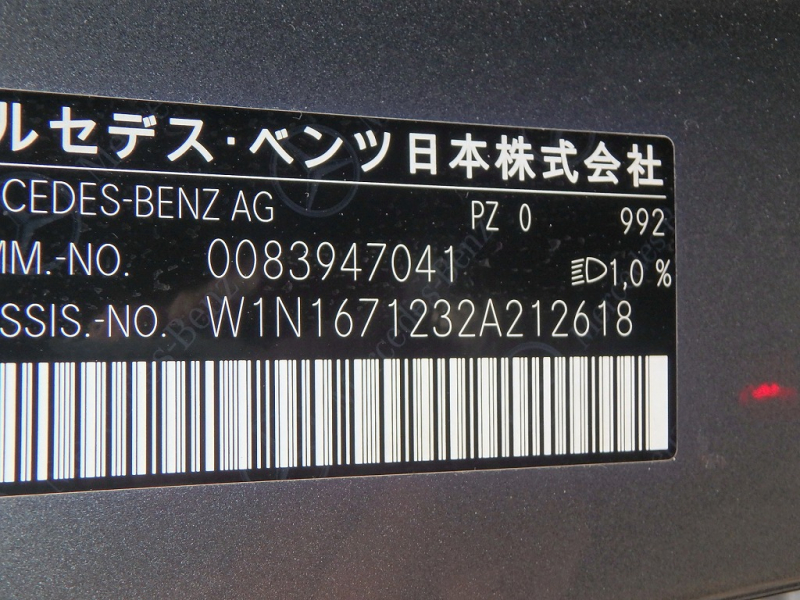 ルセデス・ベンツ日本株式会社
CEDES-BENZ AG PZ 0 992
MM.-NO. 0083947041 1,0 %
SSIS.-NO. W1N1671232A212618